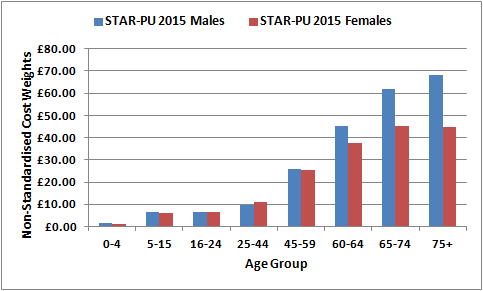 STAR-PU 2015 Males STAR-PU 2015 Females
Non-Standardised Cost Weights
£80.00
£70.00
£60.00
£50.00
£40.00
£30.00
£20.00
£10.00
£0.00
0-4 5-15 16-24 25-44 45-59 60-64 65-74 75+
Age Group